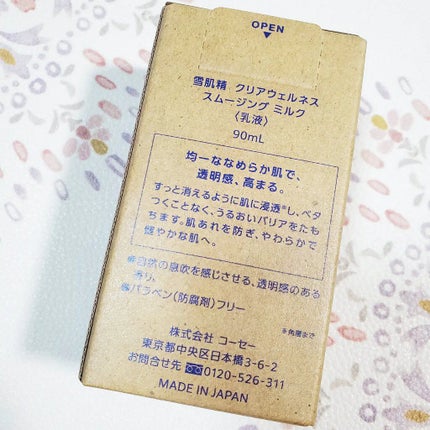 OPEN
雪肌精 クリアウェルネス
スムージング ミルク
〈乳液〉
90mL
均一ななめらか肌で、
透明感、高まる。
すっと消えるように肌に浸透※し、ベタ
つくことなく、うるおいバリアをたも
ちます。肌あれを防ぎ、やわらかで
健やかな肌へ。
●自然の息吹を感じさせる、透明感のある
香り。
●パラベン(防腐剤)フリー
※角層まで
株式会社 コーセー
東京都中央区日本橋3-6-2
お問合せ先 0120-526-311
MADE IN JAPAN